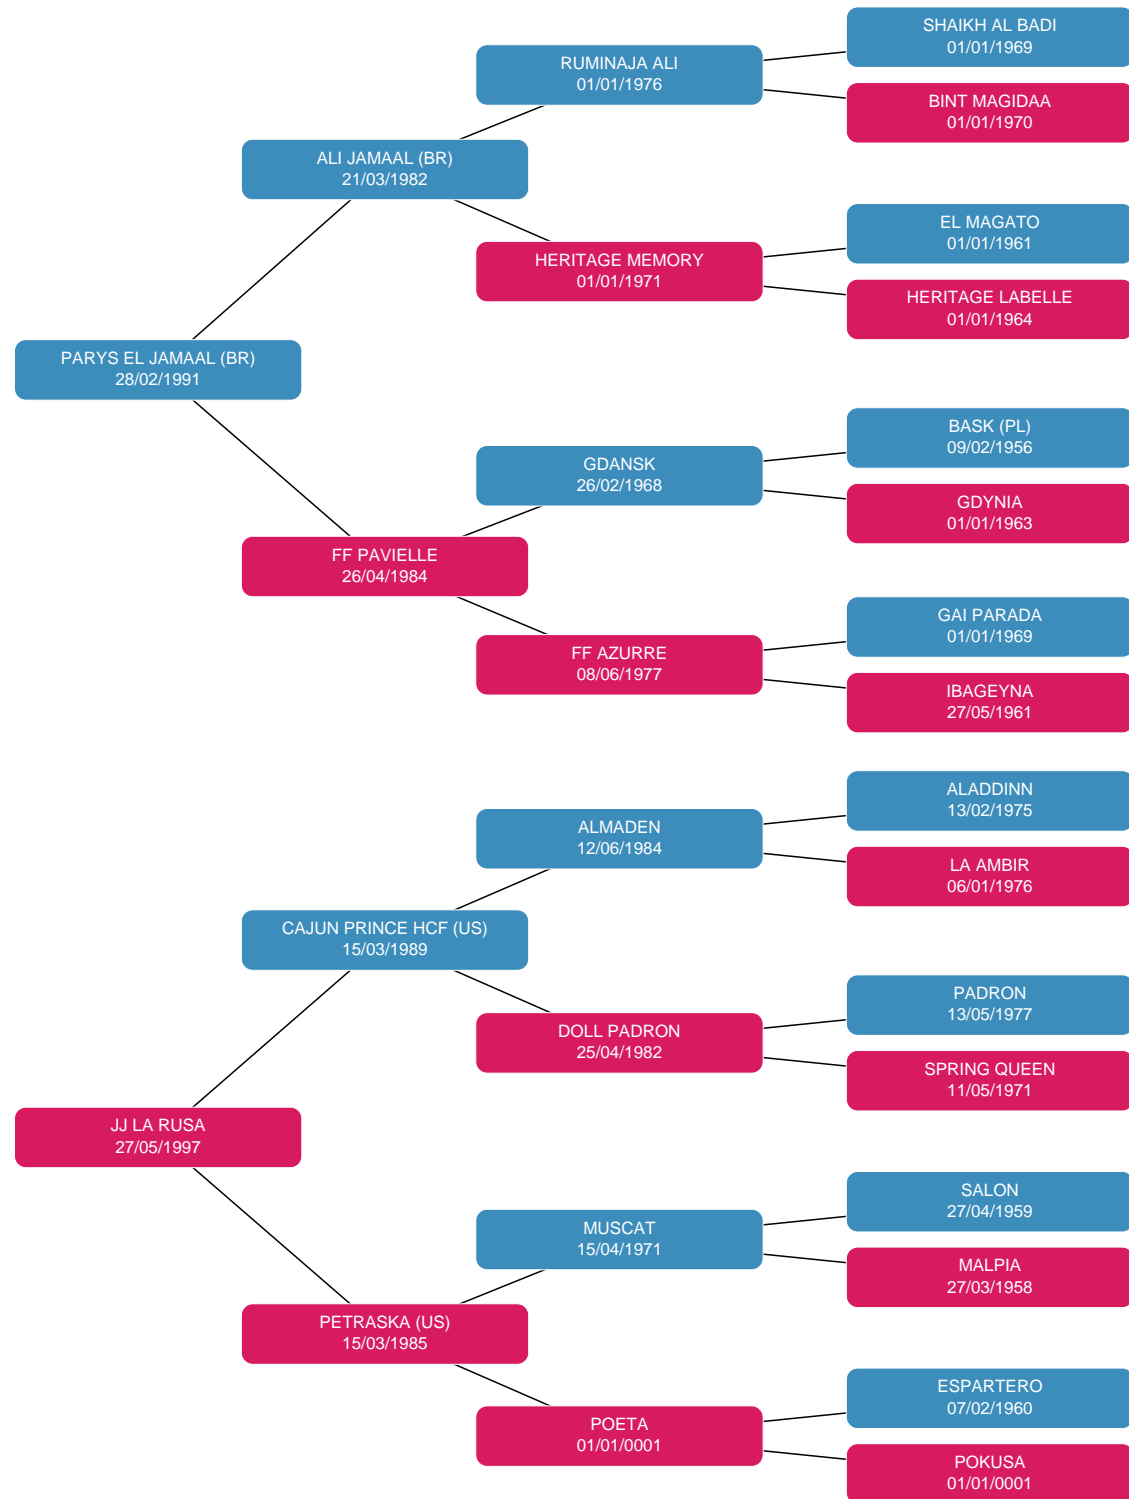 SHAIKH AL BADI
01/01/1969
RUMINAJA ALI
01/01/1976
BINT MAGIDAA
01/01/1970
ALI JAMAAL (BR)
21/03/1982
EL MAGATO
01/01/1961
HERITAGE MEMORY
01/01/1971
HERITAGE LABELLE
01/01/1964
PARYS EL JAMAAL (BR)
28/02/1991
BASK (PL)
09/02/1956
GDANSK
26/02/1968
GDYNIA
01/01/1963
FF PAVIELLE
26/04/1984
GAI PARADA
01/01/1969
FF AZURRE
08/06/1977
IBAGEYNA
27/05/1961
ALADDINN
13/02/1975
ALMADEN
12/06/1984
LA AMBIR
06/01/1976
CAJUN PRINCE HCF (US)
15/03/1989
PADRON
13/05/1977
DOLL PADRON
25/04/1982
SPRING QUEEN
11/05/1971
JJ LA RUSA
27/05/1997
SALON
27/04/1959
MUSCAT
15/04/1971
MALPIA
27/03/1958
PETRASKA (US)
15/03/1985
ESPARTERO
07/02/1960
POETA
01/01/0001
POKUSA
01/01/0001